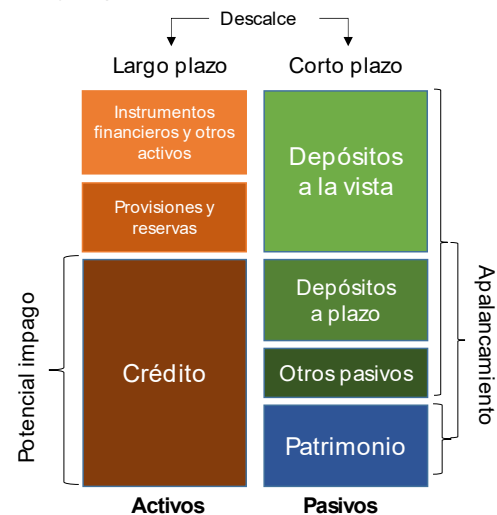 Descalce
Largo plazo
Corto plazo
Instrumentos
financieros y otros
activos
Provisiones y
reservas
Crédito
Potencial impago
Depósitos
a la vista
Depósitos
a plazo
Otros pasivos
Patrimonio
Apalancamiento
Activos
Pasivos